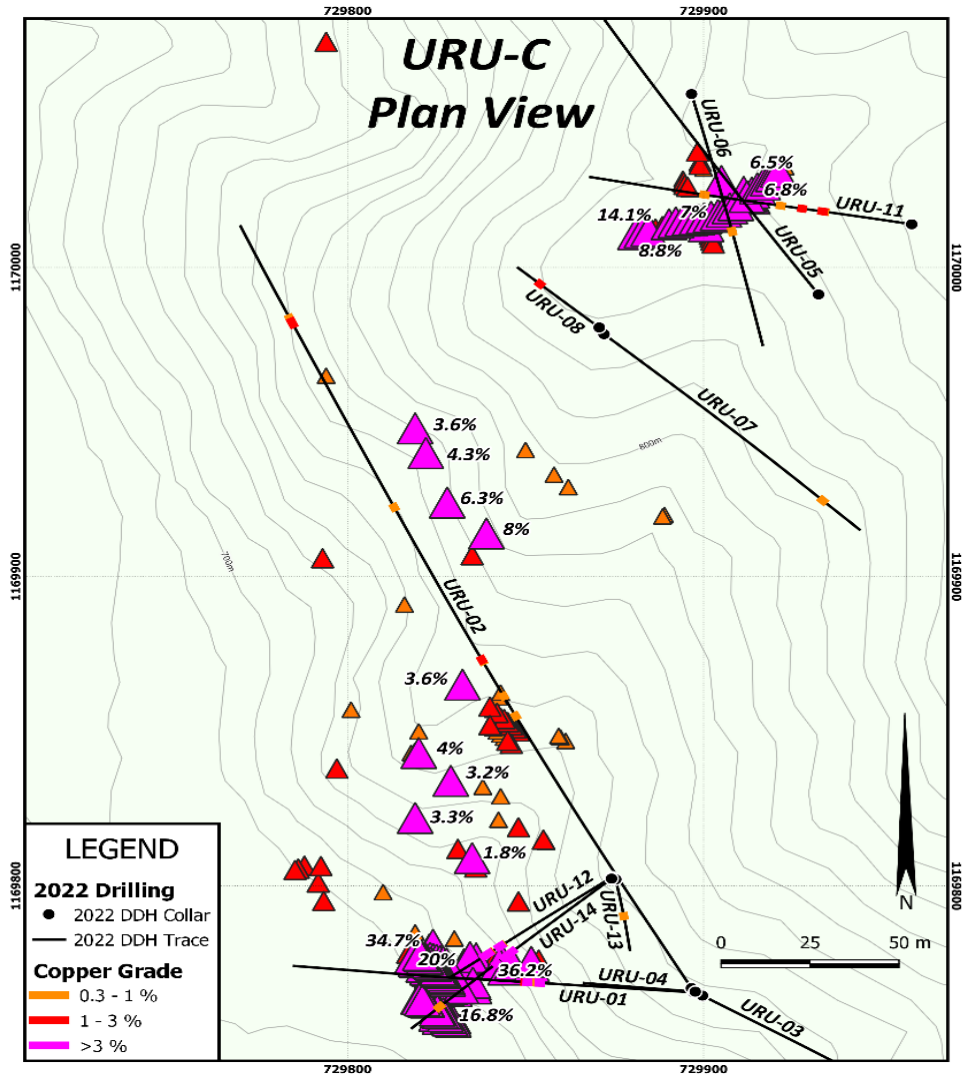 729800
729900
URU-C
Plan View
URU-06
6.5%
6.8%
URU-11
14.1%
7%
8.8%
URU-05
1170000
1170000
URU-08
URU-07
800m
3.6%
4.3%
6.3%
8%
700m
1169900
1169900
URU-02
3.6%
4%
3.2%
3.3%
1.8%
LEGEND
2022 Drilling
2022 DDH Collar
2022 DDH Trace
Copper Grade
0.3 - 1 %
1 - 3 %
>3 %
1169800
1169800
URU-12
URU-14
URU-13
N
0 25 50 m
34.7%
20%
36.2%
URU-04
URU-01
16.8%
URU-03
729800
729900